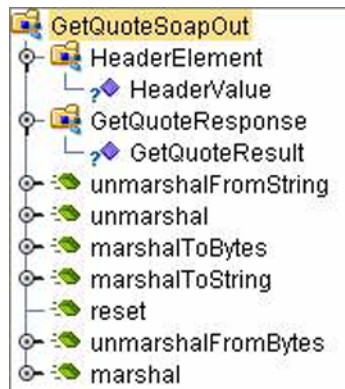 GetQuoteSoapOut
HeaderElement
HeaderValue
GetQuoteResponse
GetQuoteResult
unmarshalFromString
unmarshal
marshalToBytes
marshalToString
reset
unmarshalFromBytes
marshal